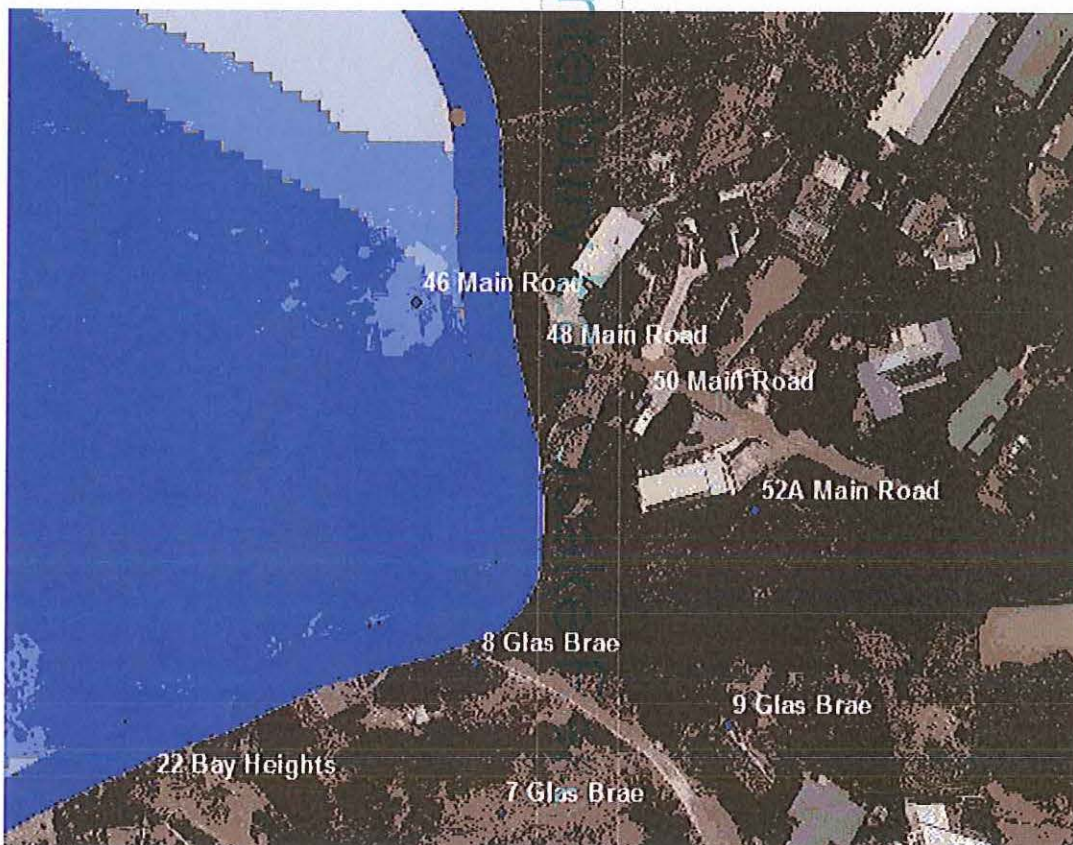 46 Main Road
48 Main Road
50 Main Road
52A Main Road
8 Glas Brae
9 Glas Brae
22 Bay Heights
7 Glas Brae